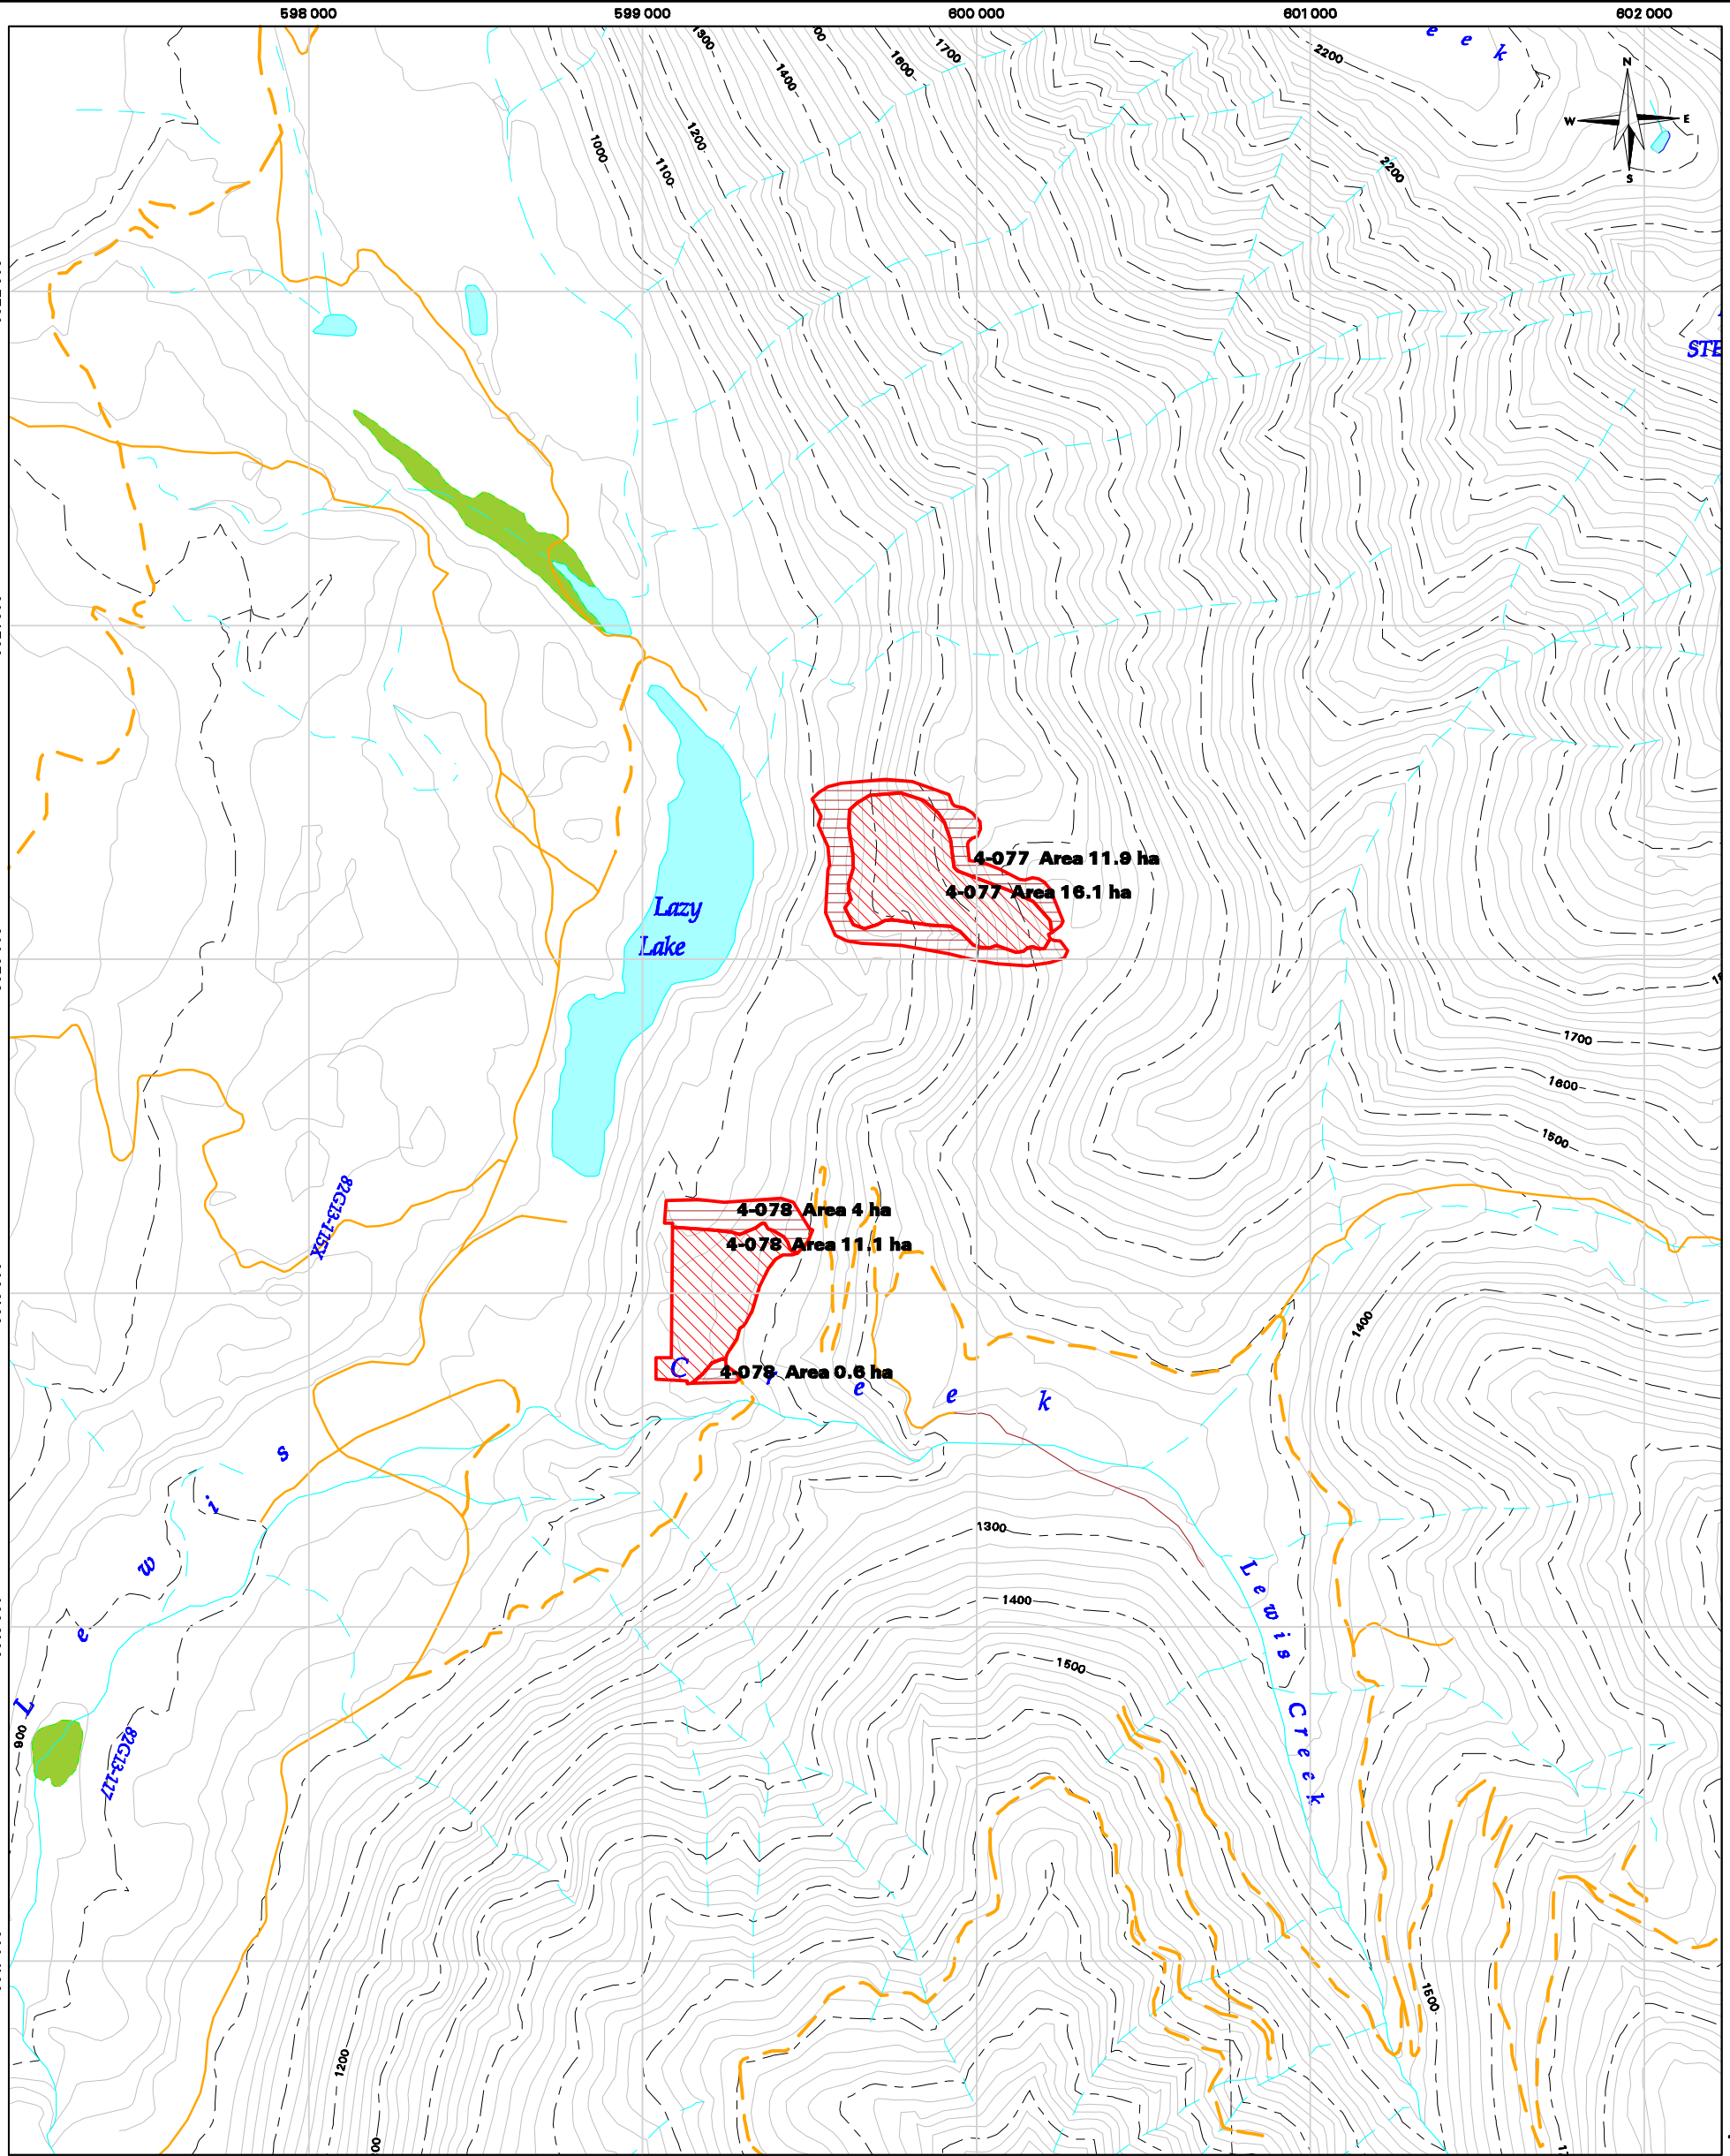 598 000
599 000
600 000
601 000
602 000
e e k
N
W E
S
1300
1400
1600
1700
2200
1000
1100
1200
2200
STE
4-077 Area 11.9 ha
4-077 Area 16.1 ha
Lazy
Lake
1700
1600
1500
82G13-115X
4-078 Area 4 ha
4-078 Area 11.1 ha
1400
4-078 Area 0.6 ha
L e w i s C r e e k
1300
1400
1500
Lewis Creek
900
82G13-117
1500
1200